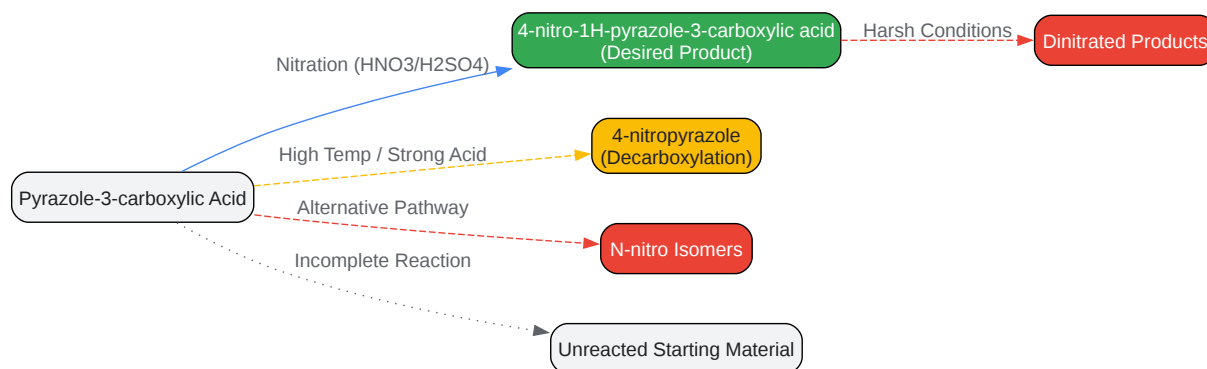 4-nitro-1H-pyrazole-3-carboxylic acid
(Desired Product)
Harsh Conditions
Dinitrated Products
Nitration (HNO3/H2SO4)
4-nitropyrazole
(Decarboxylation)
High Temp / Strong Acid
Pyrazole-3-carboxylic Acid
Alternative Pathway
N-nitro Isomers
Incomplete Reaction
Unreacted Starting Material